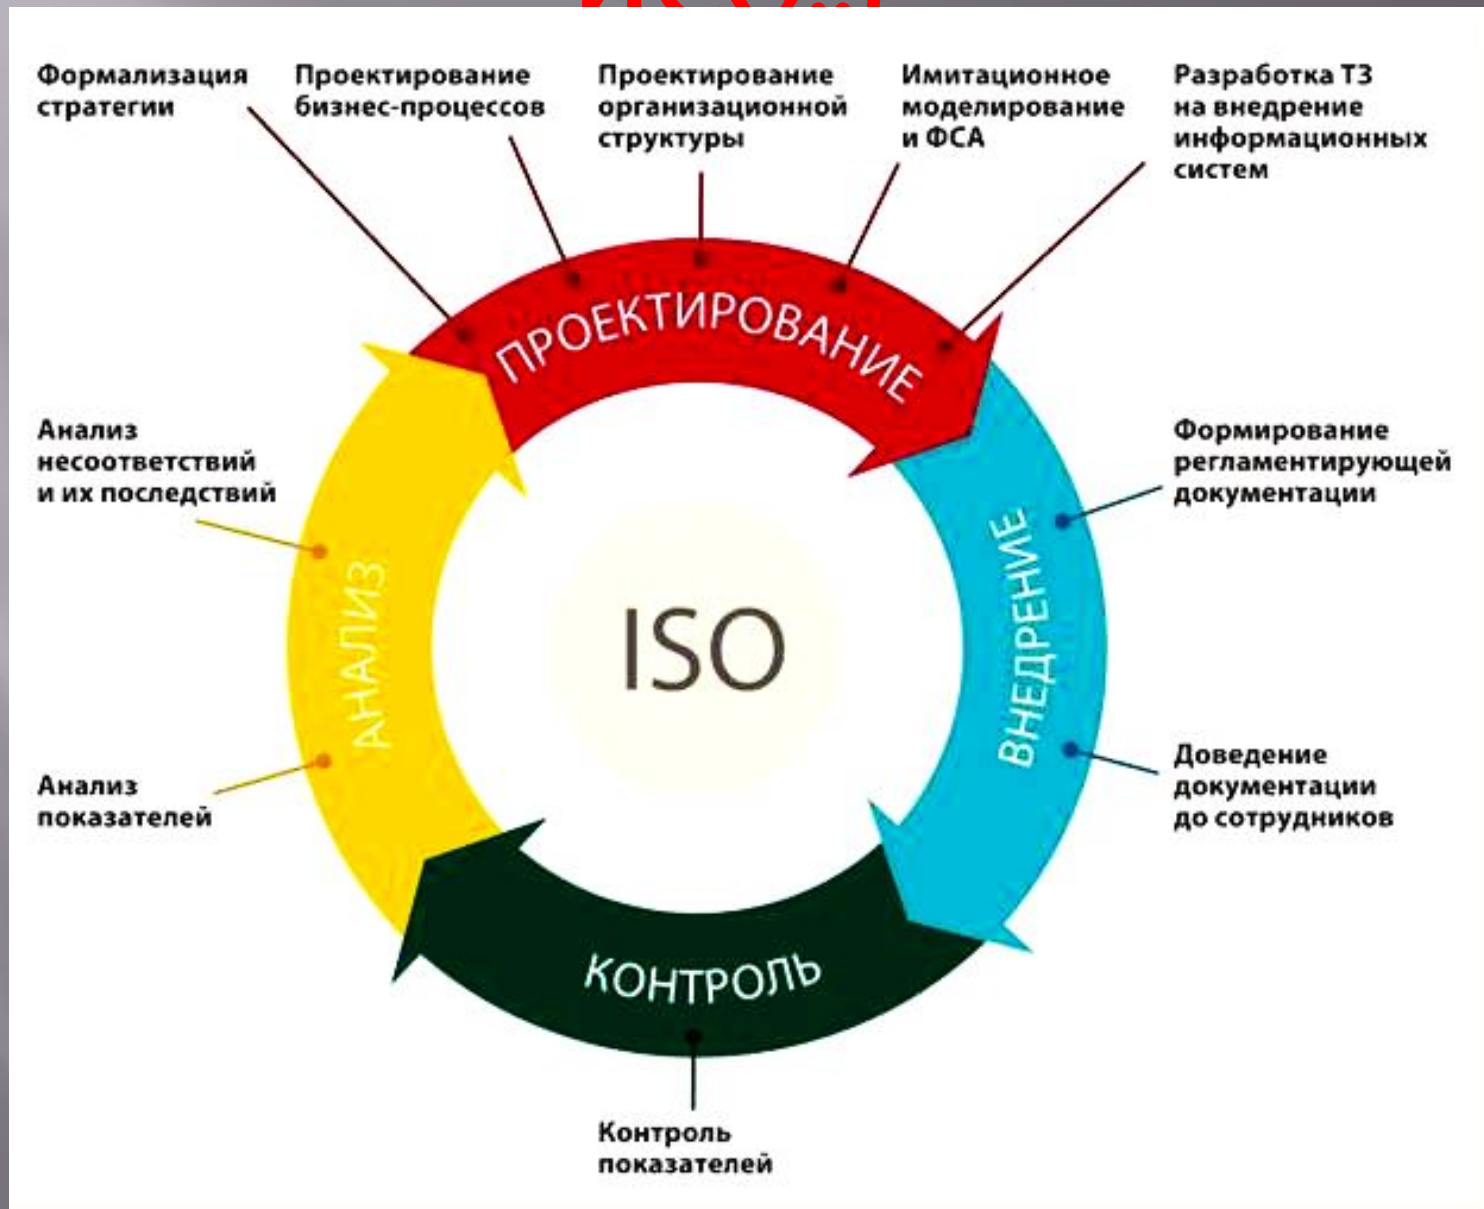 Формализация
стратегии
Проектирование
бизнес-процессов
Проектирование
организационной
структуры
Имитационное
моделирование
и ФСА
Разработка ТЗ
на внедрение
информационных
систем
ПРОЕКТИРОВАНИЕ
Анализ
несоответствий
и их последствий
Формирование
регламентирующей
документации
АНАЛИЗ
ISO
ВНЕДРЕНИЕ
Анализ
показателей
Доведение
документации
до сотрудников
КОНТРОЛЬ
Контроль
показателей